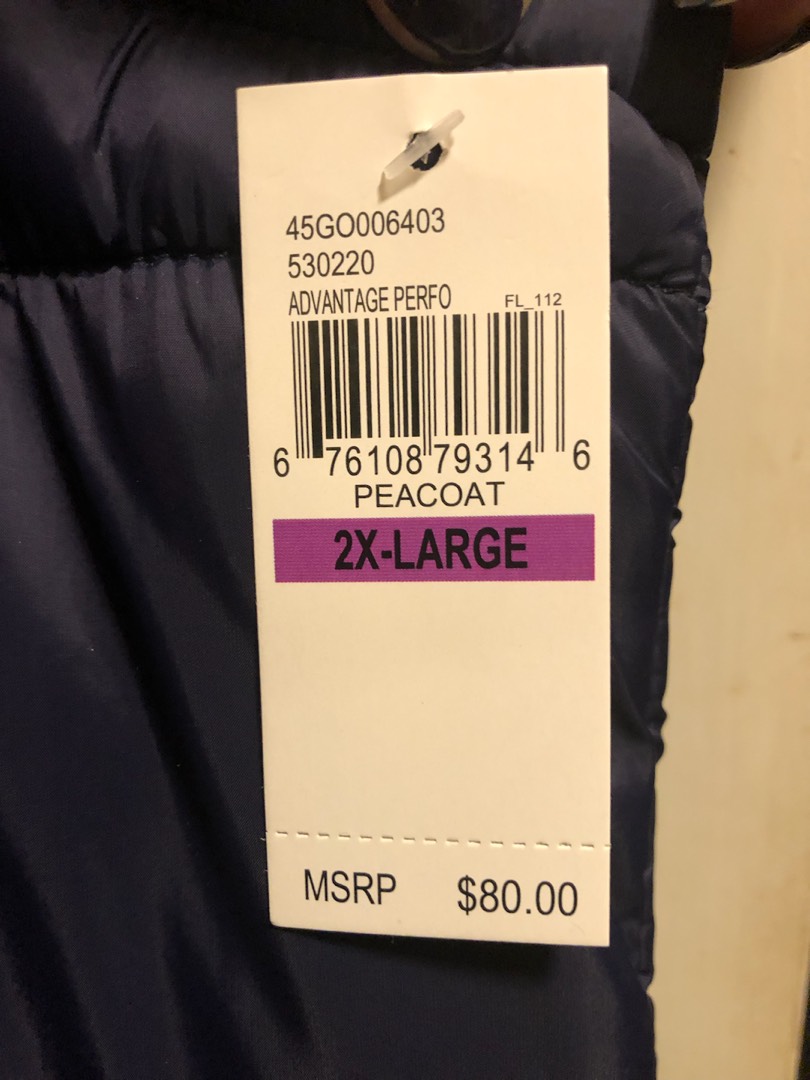 45GO006403
530220
ADVANTAGE PERFO FL_112
6 76108 79314 6
PEACOAT
2X-LARGE
MSRP $80.00